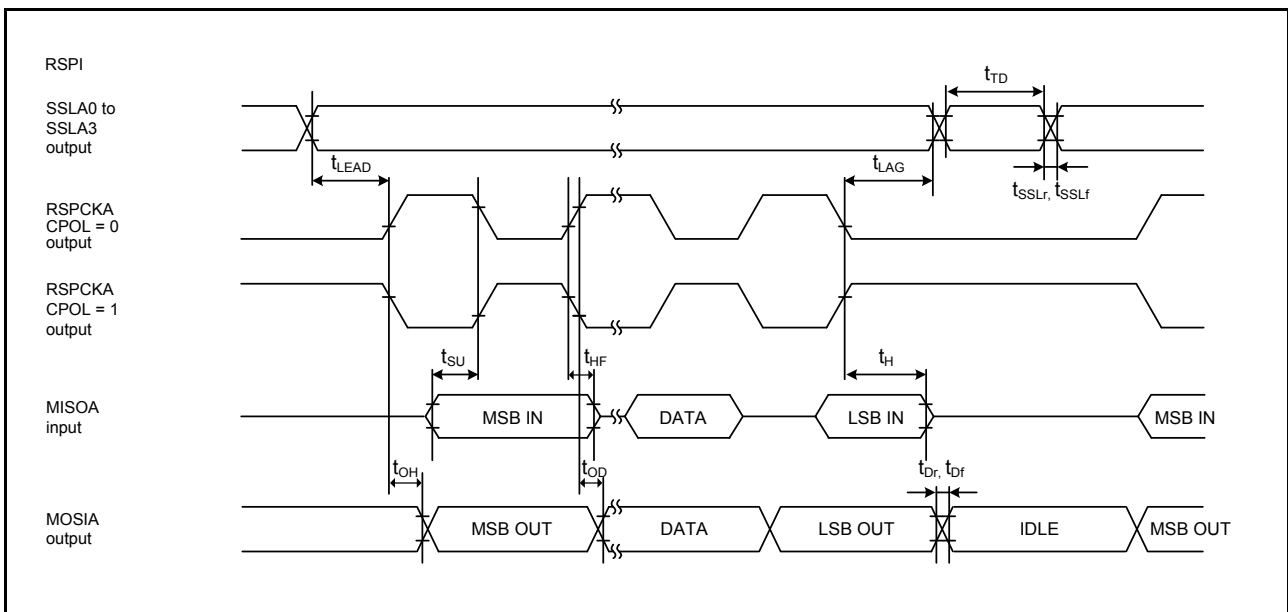 RSPI
SSLA0 to
SSLA3
output
tTD
tLEAD
tLAG
tSSLr, tSSLf
RSPCKA
CPOL = 0
output
RSPCKA
CPOL = 1
output
tSU
tHF
tH
MISOA
input
MSB IN
DATA
LSB IN
MSB IN
tOH
tOD
tDr, tDf
MOSIA
output
MSB OUT
DATA
LSB OUT
IDLE
MSB OUT